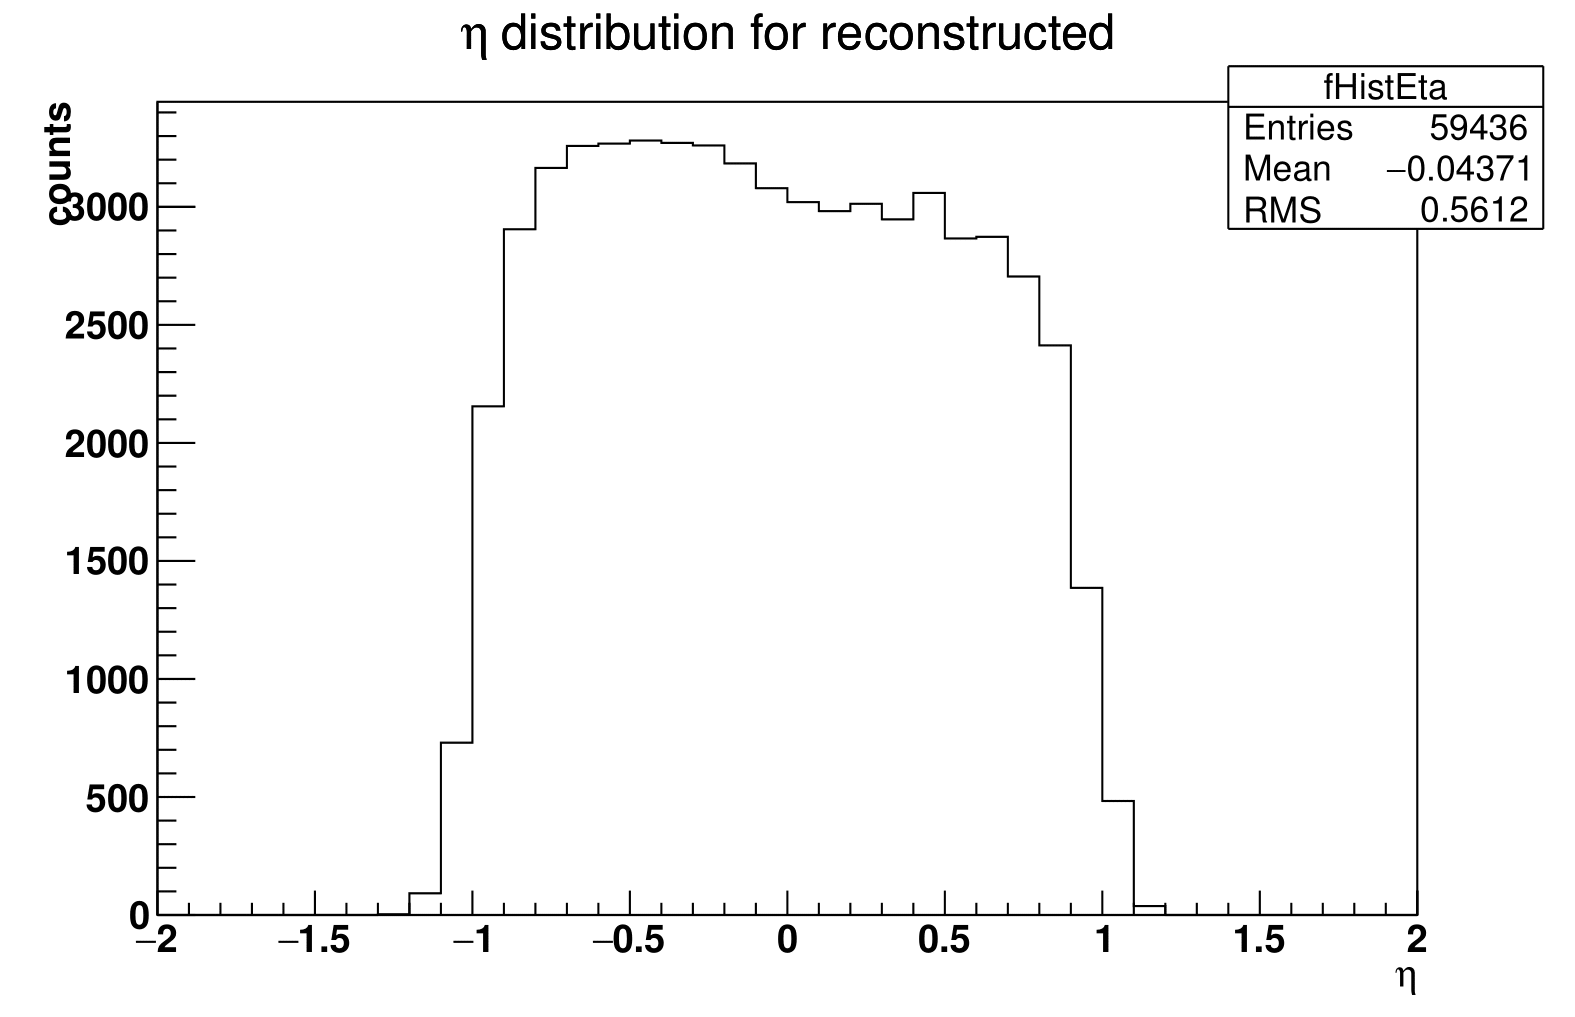 η distribution for reconstructed
fHistEta
Entries 59436
Mean −0.04371
RMS 0.5612
counts
3000
2500
2000
1500
1000
500
0
−2 −1.5 −1 −0.5 0 0.5 1 1.5 2
η